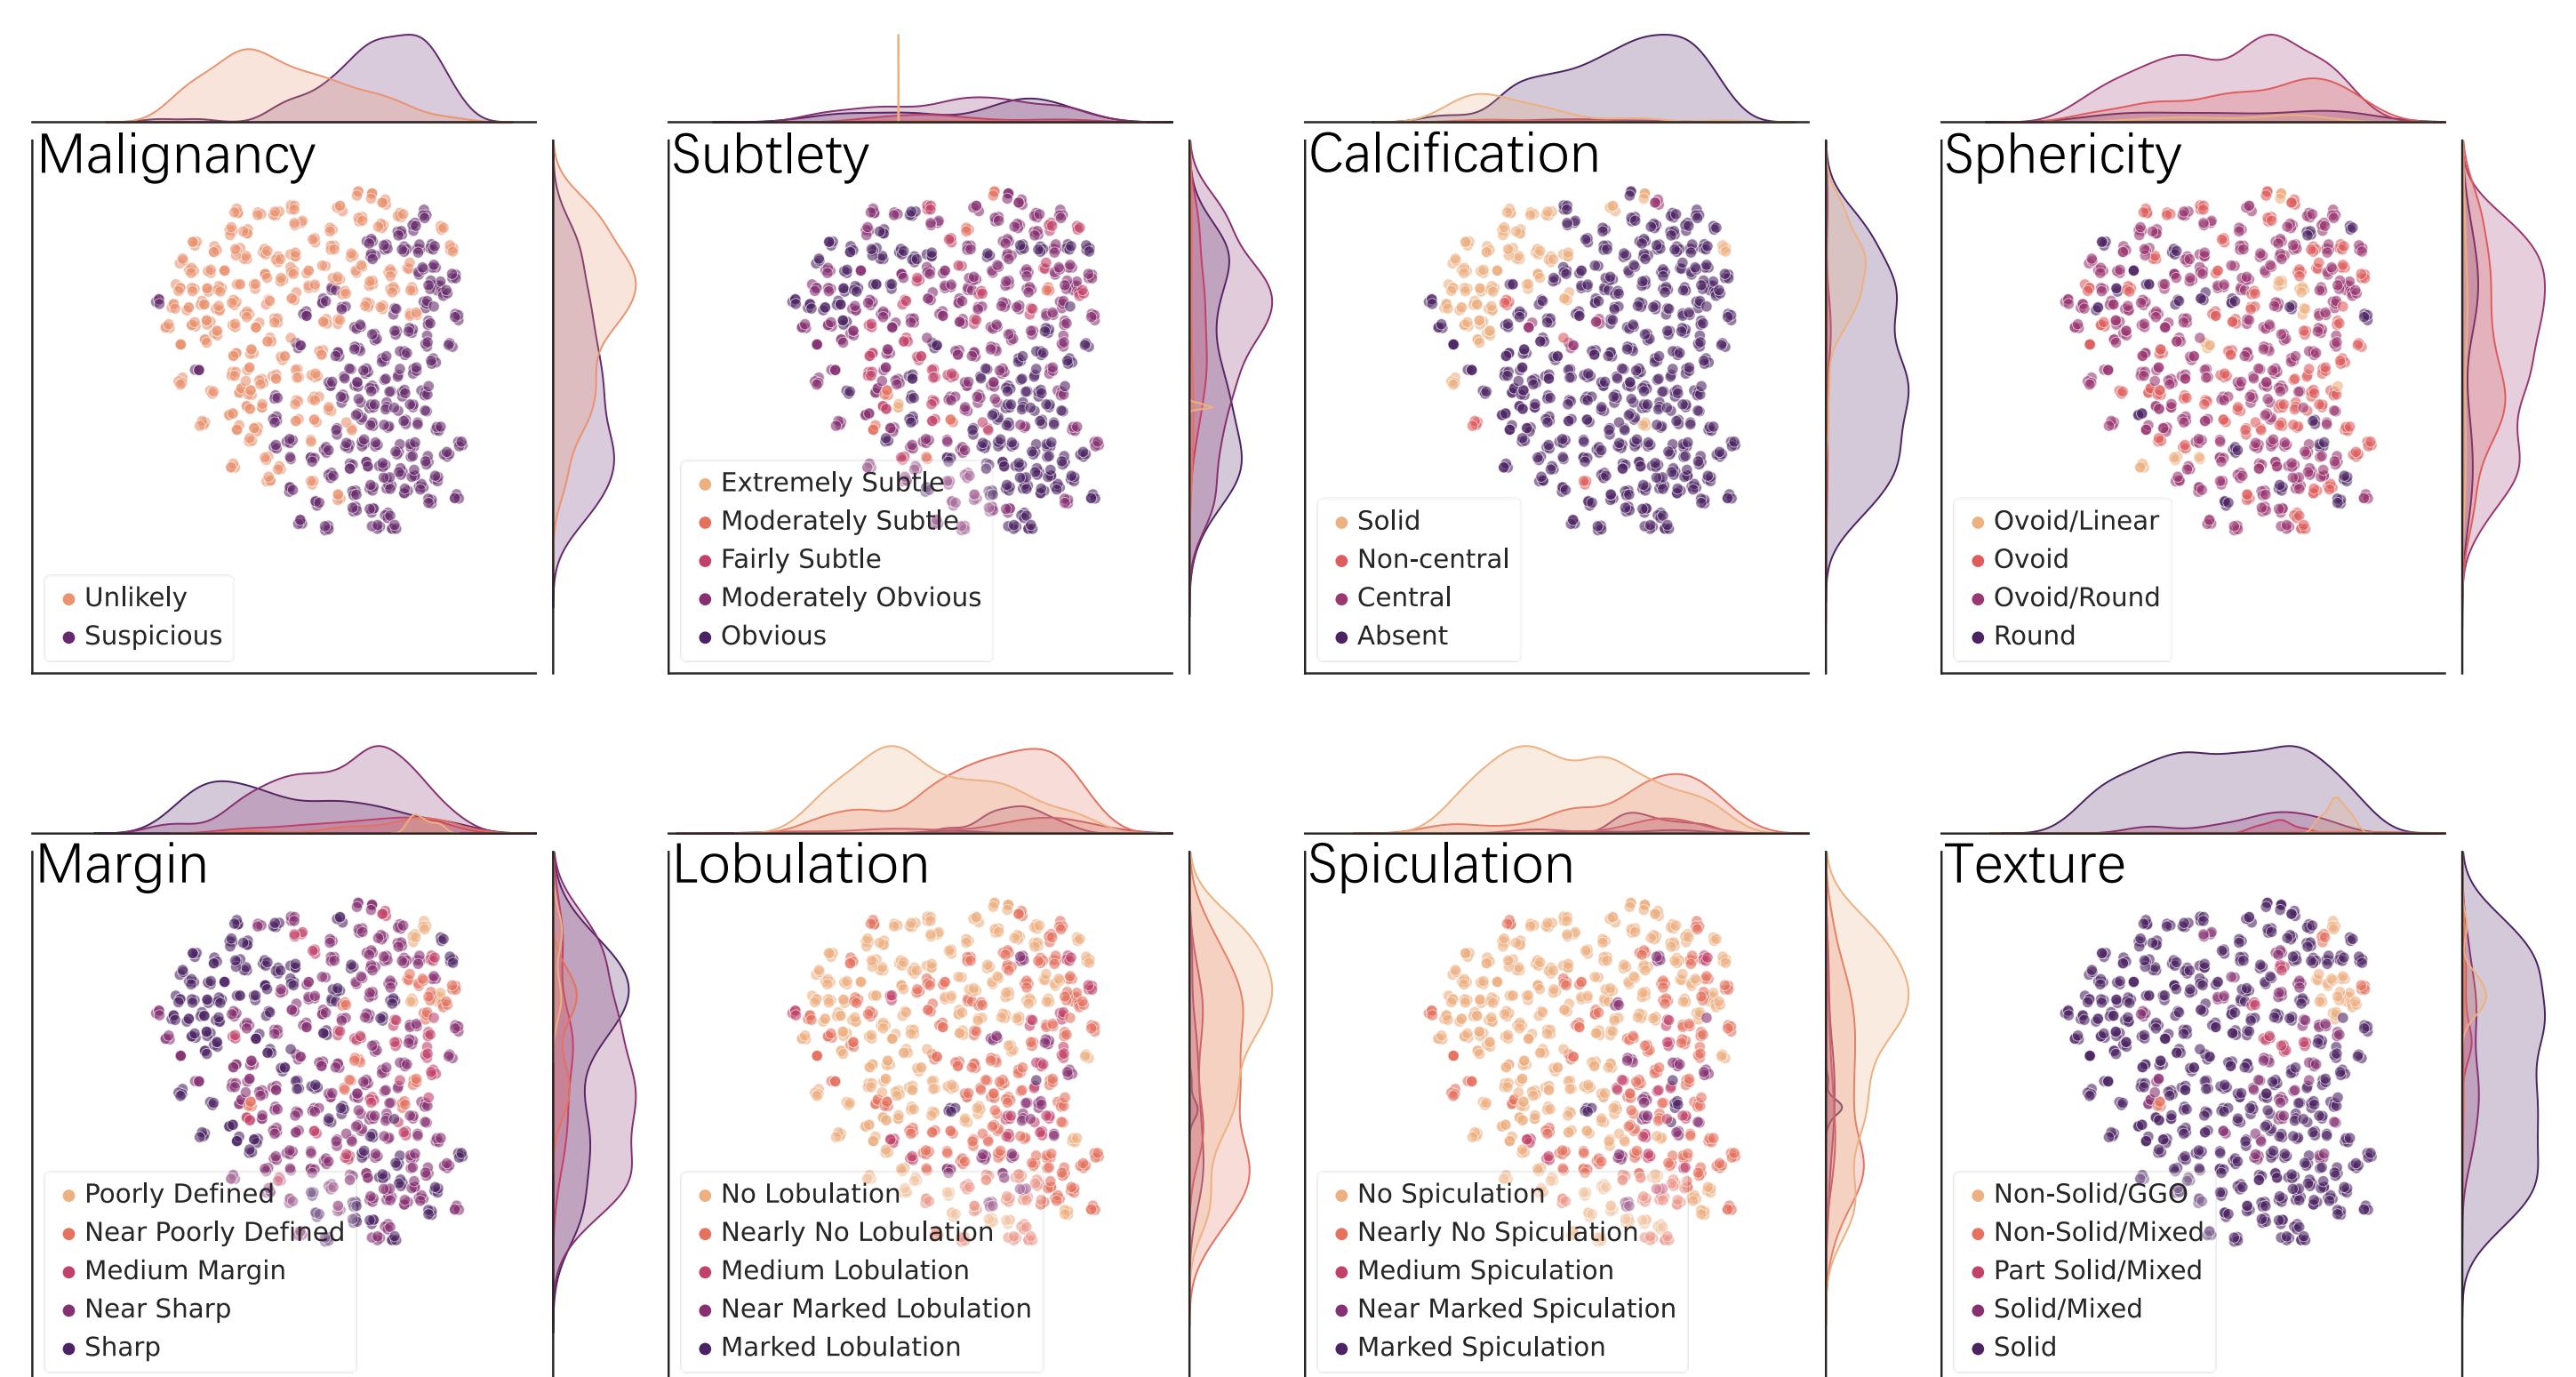 Malignancy
Unlikely
Suspicious
Subtlety
Extremely Subtle
Moderately Subtle
Fairly Subtle
Moderately Obvious
Obvious
Calcification
Solid
Non-central
Central
Absent
Sphericity
Ovoid/Linear
Ovoid
Ovoid/Round
Round
Margin
Poorly Defined
Near Poorly Defined
Medium Margin
Near Sharp
Sharp
Lobulation
No Lobulation
Nearly No Lobulation
Medium Lobulation
Near Marked Lobulation
Marked Lobulation
Spiculation
No Spiculation
Nearly No Spiculation
Medium Spiculation
Near Marked Spiculation
Marked Spiculation
Texture
Non-Solid/GGO
Non-Solid/Mixed
Part Solid/Mixed
Solid/Mixed
Solid